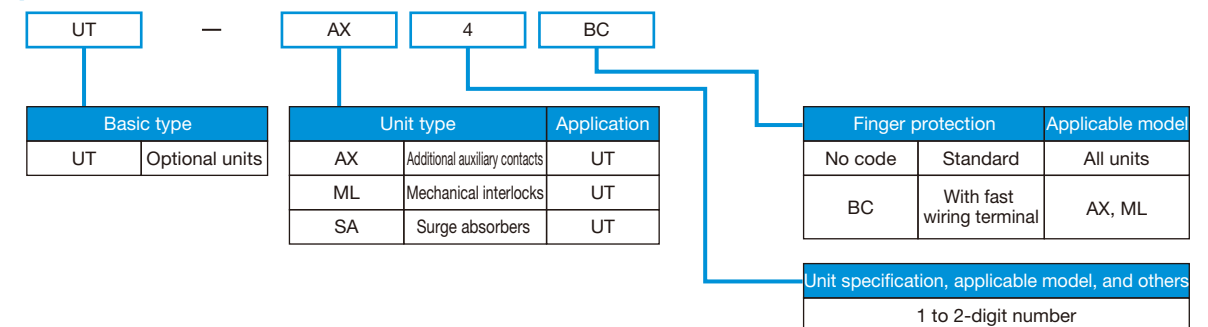 UT — AX 4 BC
Basic type
UT Optional units
Unit type Application
AX Additional auxiliary contacts UT
ML Mechanical interlocks UT
SA Surge absorbers UT
Finger protection Applicable model
No code Standard All units
BC With fast
wiring terminal AX, ML
Unit specification, applicable model, and others
1 to 2-digit number